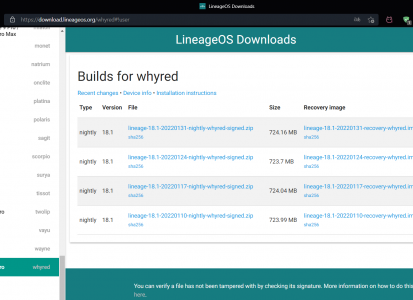 LineageOS Downloads
https://download.lineageos.org/whyred#!user
LineageOS Downloads
o Max
monet
natrium
onclite
platina
polaris
sagit
scorpio
surya
tissot
ro
twolip
vayu
wayne
ro
whyred
Builds for whyred
Recent changes • Device info • Installation instructions
Type Version File Size Recovery image
nightly 18.1 lineage-18.1-20220131-nightly-whyred-signed.zip 724.16 MB lineage-18.1-20220131-recovery-whyred.im
sha256 sha256
nightly 18.1 lineage-18.1-20220124-nightly-whyred-signed.zip 723.7 MB lineage-18.1-20220124-recovery-whyred.im
sha256 sha256
nightly 18.1 lineage-18.1-20220117-nightly-whyred-signed.zip 724.04 MB lineage-18.1-20220117-recovery-whyred.im
sha256 sha256
nightly 18.1 lineage-18.1-20220110-nightly-whyred-signed.zip 723.99 MB lineage-18.1-20220110-recovery-whyred.im
sha256 sha256
You can verify a file has not been tampered with by checking its signature. More information on how to do this
here.